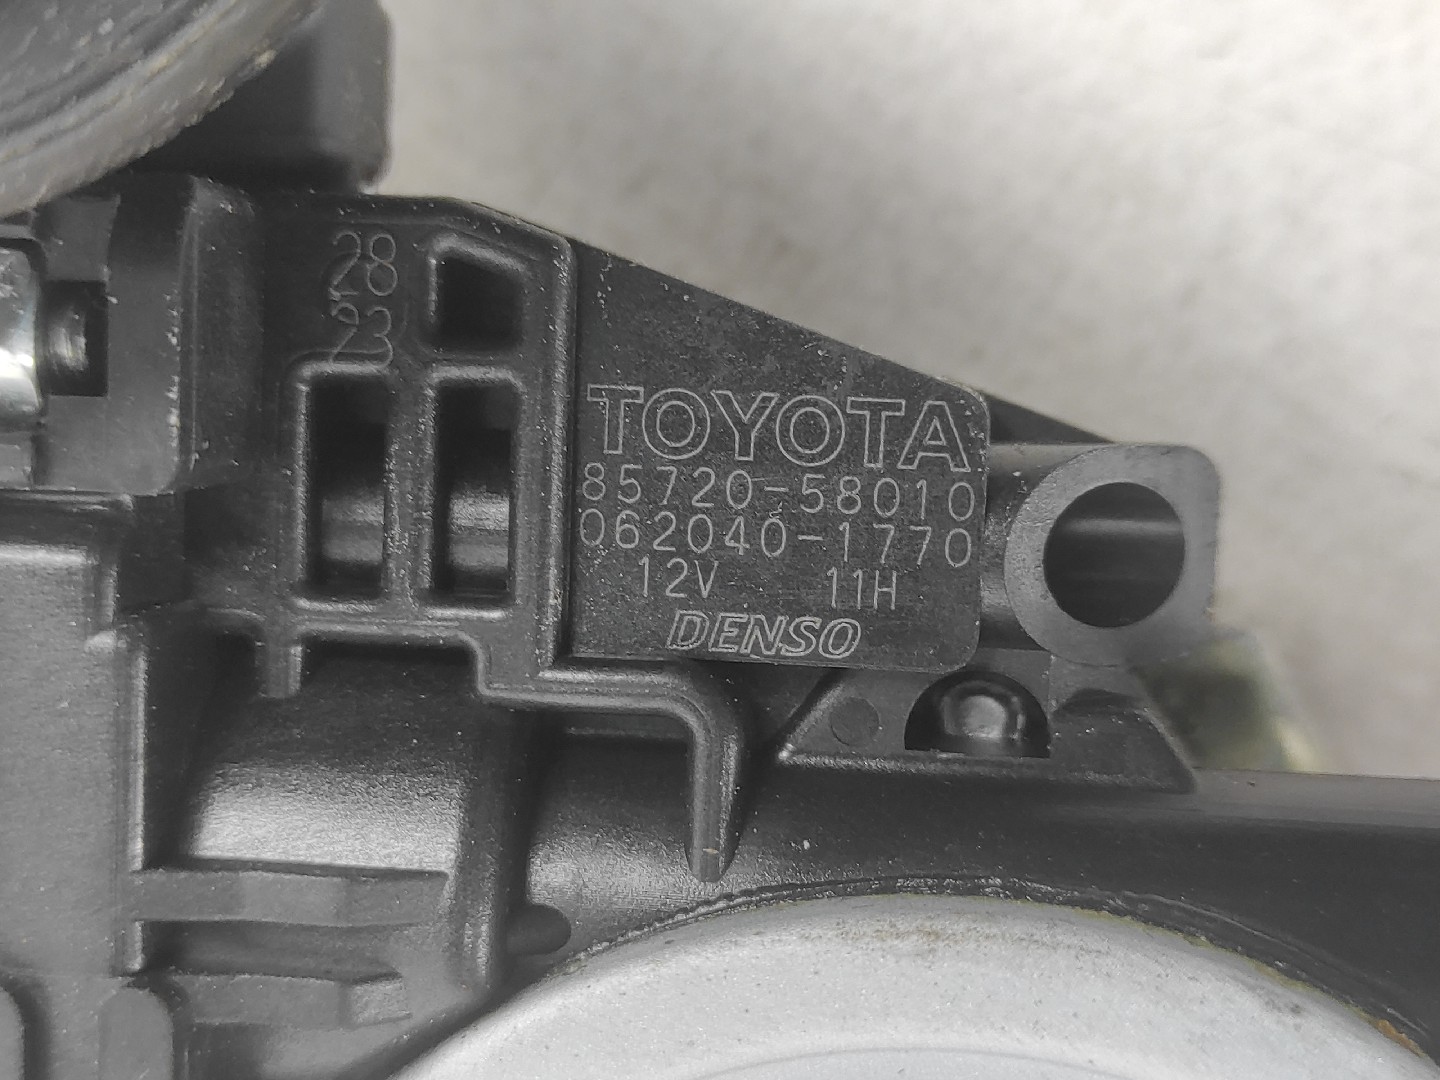 28
23
TOYOTA
85720-58010
062040-1770
12V 11H
DENSO